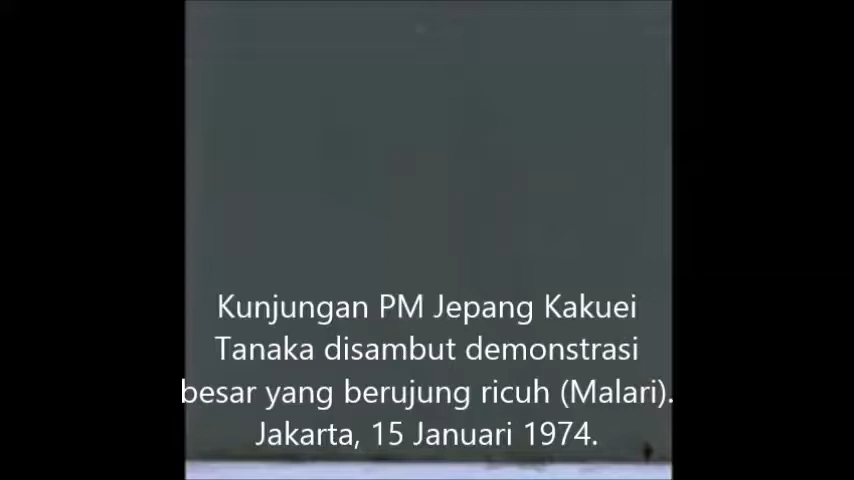 Kunjungan PM Jepang Kakuei
Tanaka disambut demonstrasi
besar yang berujung ricuh (Malari).
Jakarta, 15 Januari 1974.